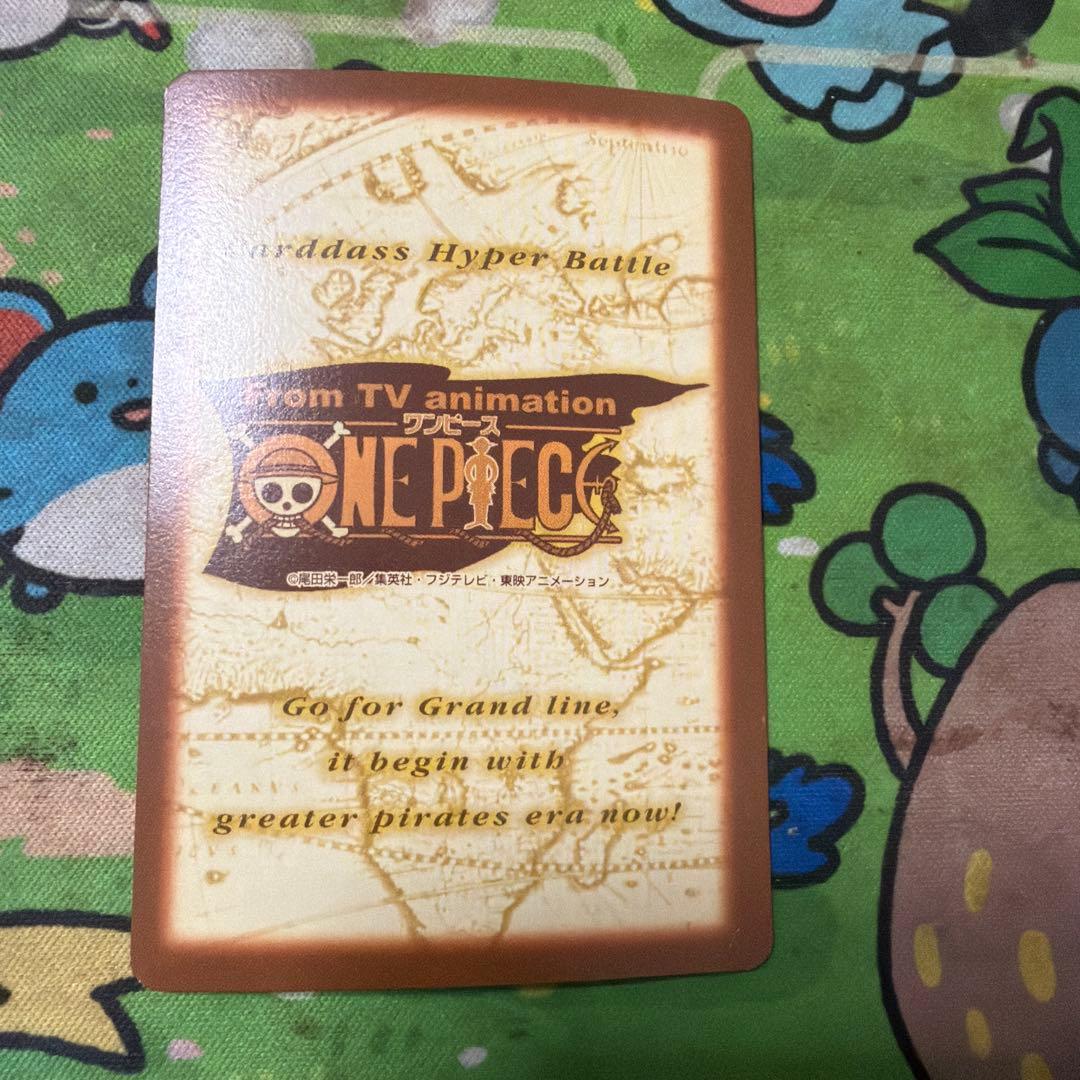 Septentrio
Carddass Hyper Battle
From TV animation
ワンピース
ONE PIECE
©尾田栄一郎／集英社・フジテレビ・東映アニメーション
Go for Grand line,
it begin with
greater pirates era now!